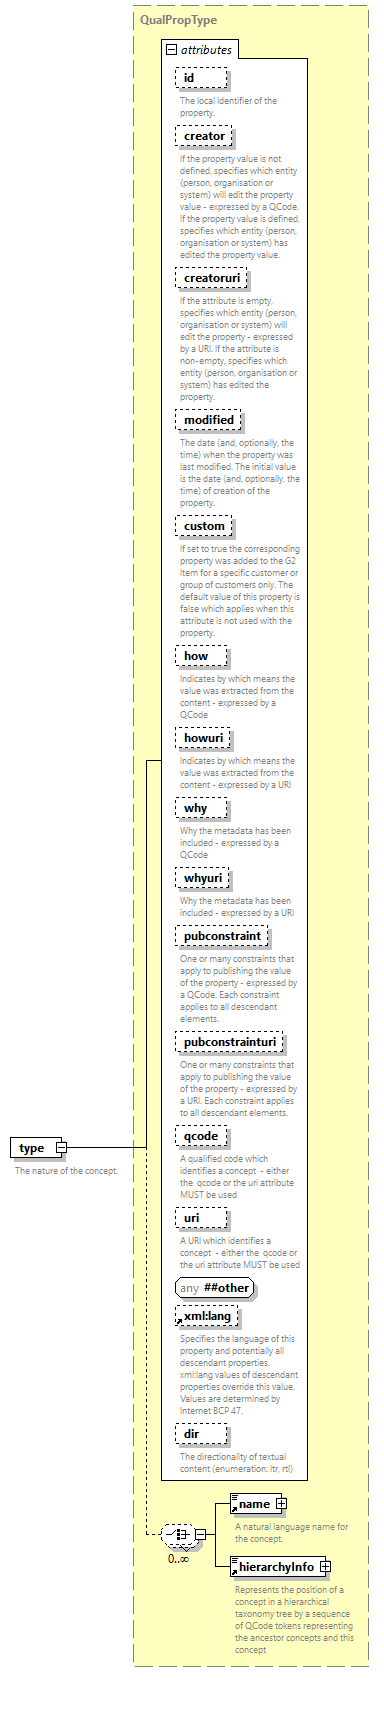 QualPropType
attributes
id
The local identifier of the
property.
creator
If the property value is not
defined, specifies which entity
(person, organisation or
system) will edit the property
value - expressed by a QCode.
If the property value is defined,
specifies which entity (person,
organisation or system) has
edited the property value.
creatoruri
If the attribute is empty,
specifies which entity (person,
organisation or system) will
edit the property - expressed
by a URI. If the attribute is
non-empty, specifies which
entity (person, organisation or
system) has edited the
property.
modified
The date (and, optionally, the
time) when the property was
last modified. The initial value
is the date (and, optionally, the
time) of creation of the
property.
custom
If set to true the corresponding
property was added to the G2
Item for a specific customer or
group of customers only. The
default value of this property is
false which applies when this
attribute is not used with the
property.
how
Indicates by which means the
value was extracted from the
content - expressed by a
QCode
howuri
Indicates by which means the
value was extracted from the
content - expressed by a URI
why
Why the metadata has been
included - expressed by a
QCode
whyuri
Why the metadata has been
included - expressed by a URI
pubconstraint
One or many constraints that
apply to publishing the value
of the property - expressed by
a QCode. Each constraint
applies to all descendant
elements.
pubconstrainturi
One or many constraints that
apply to publishing the value
of the property - expressed by
a URI. Each constraint applies
to all descendant elements.
qcode
A qualified code which
identifies a concept - either
the qcode or the uri attribute
MUST be used
type
The nature of the concept.
uri
A URI which identifies a
concept - either the qcode or
the uri attribute MUST be used
any ##other
xml:lang
Specifies the language of this
property and potentially all
descendant properties.
xml:lang values of descendant
properties override this value.
Values are determined by
Internet BCP 47.
dir
The directionality of textual
content (enumeration: ltr, rtl)
name
A natural language name for
the concept.
0..∞
hierarchyInfo
Represents the position of a
concept in a hierarchical
taxonomy tree by a sequence
of QCode tokens representing
the ancestor concepts and this
concept